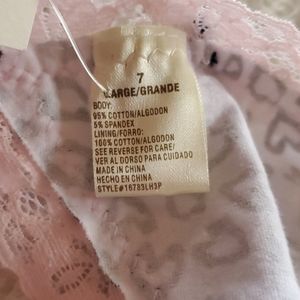 7
LARGE/GRANDE
BODY:
95% COTTON/ALGODON
5% SPANDEX
LINING/FORRO:
100% COTTON/ALGODON
SEE REVERSE FOR CARE/
VER AL DORSO PARA CUIDADO
MADE IN CHINA
HECHO EN CHINA
STYLE#16783LH3P